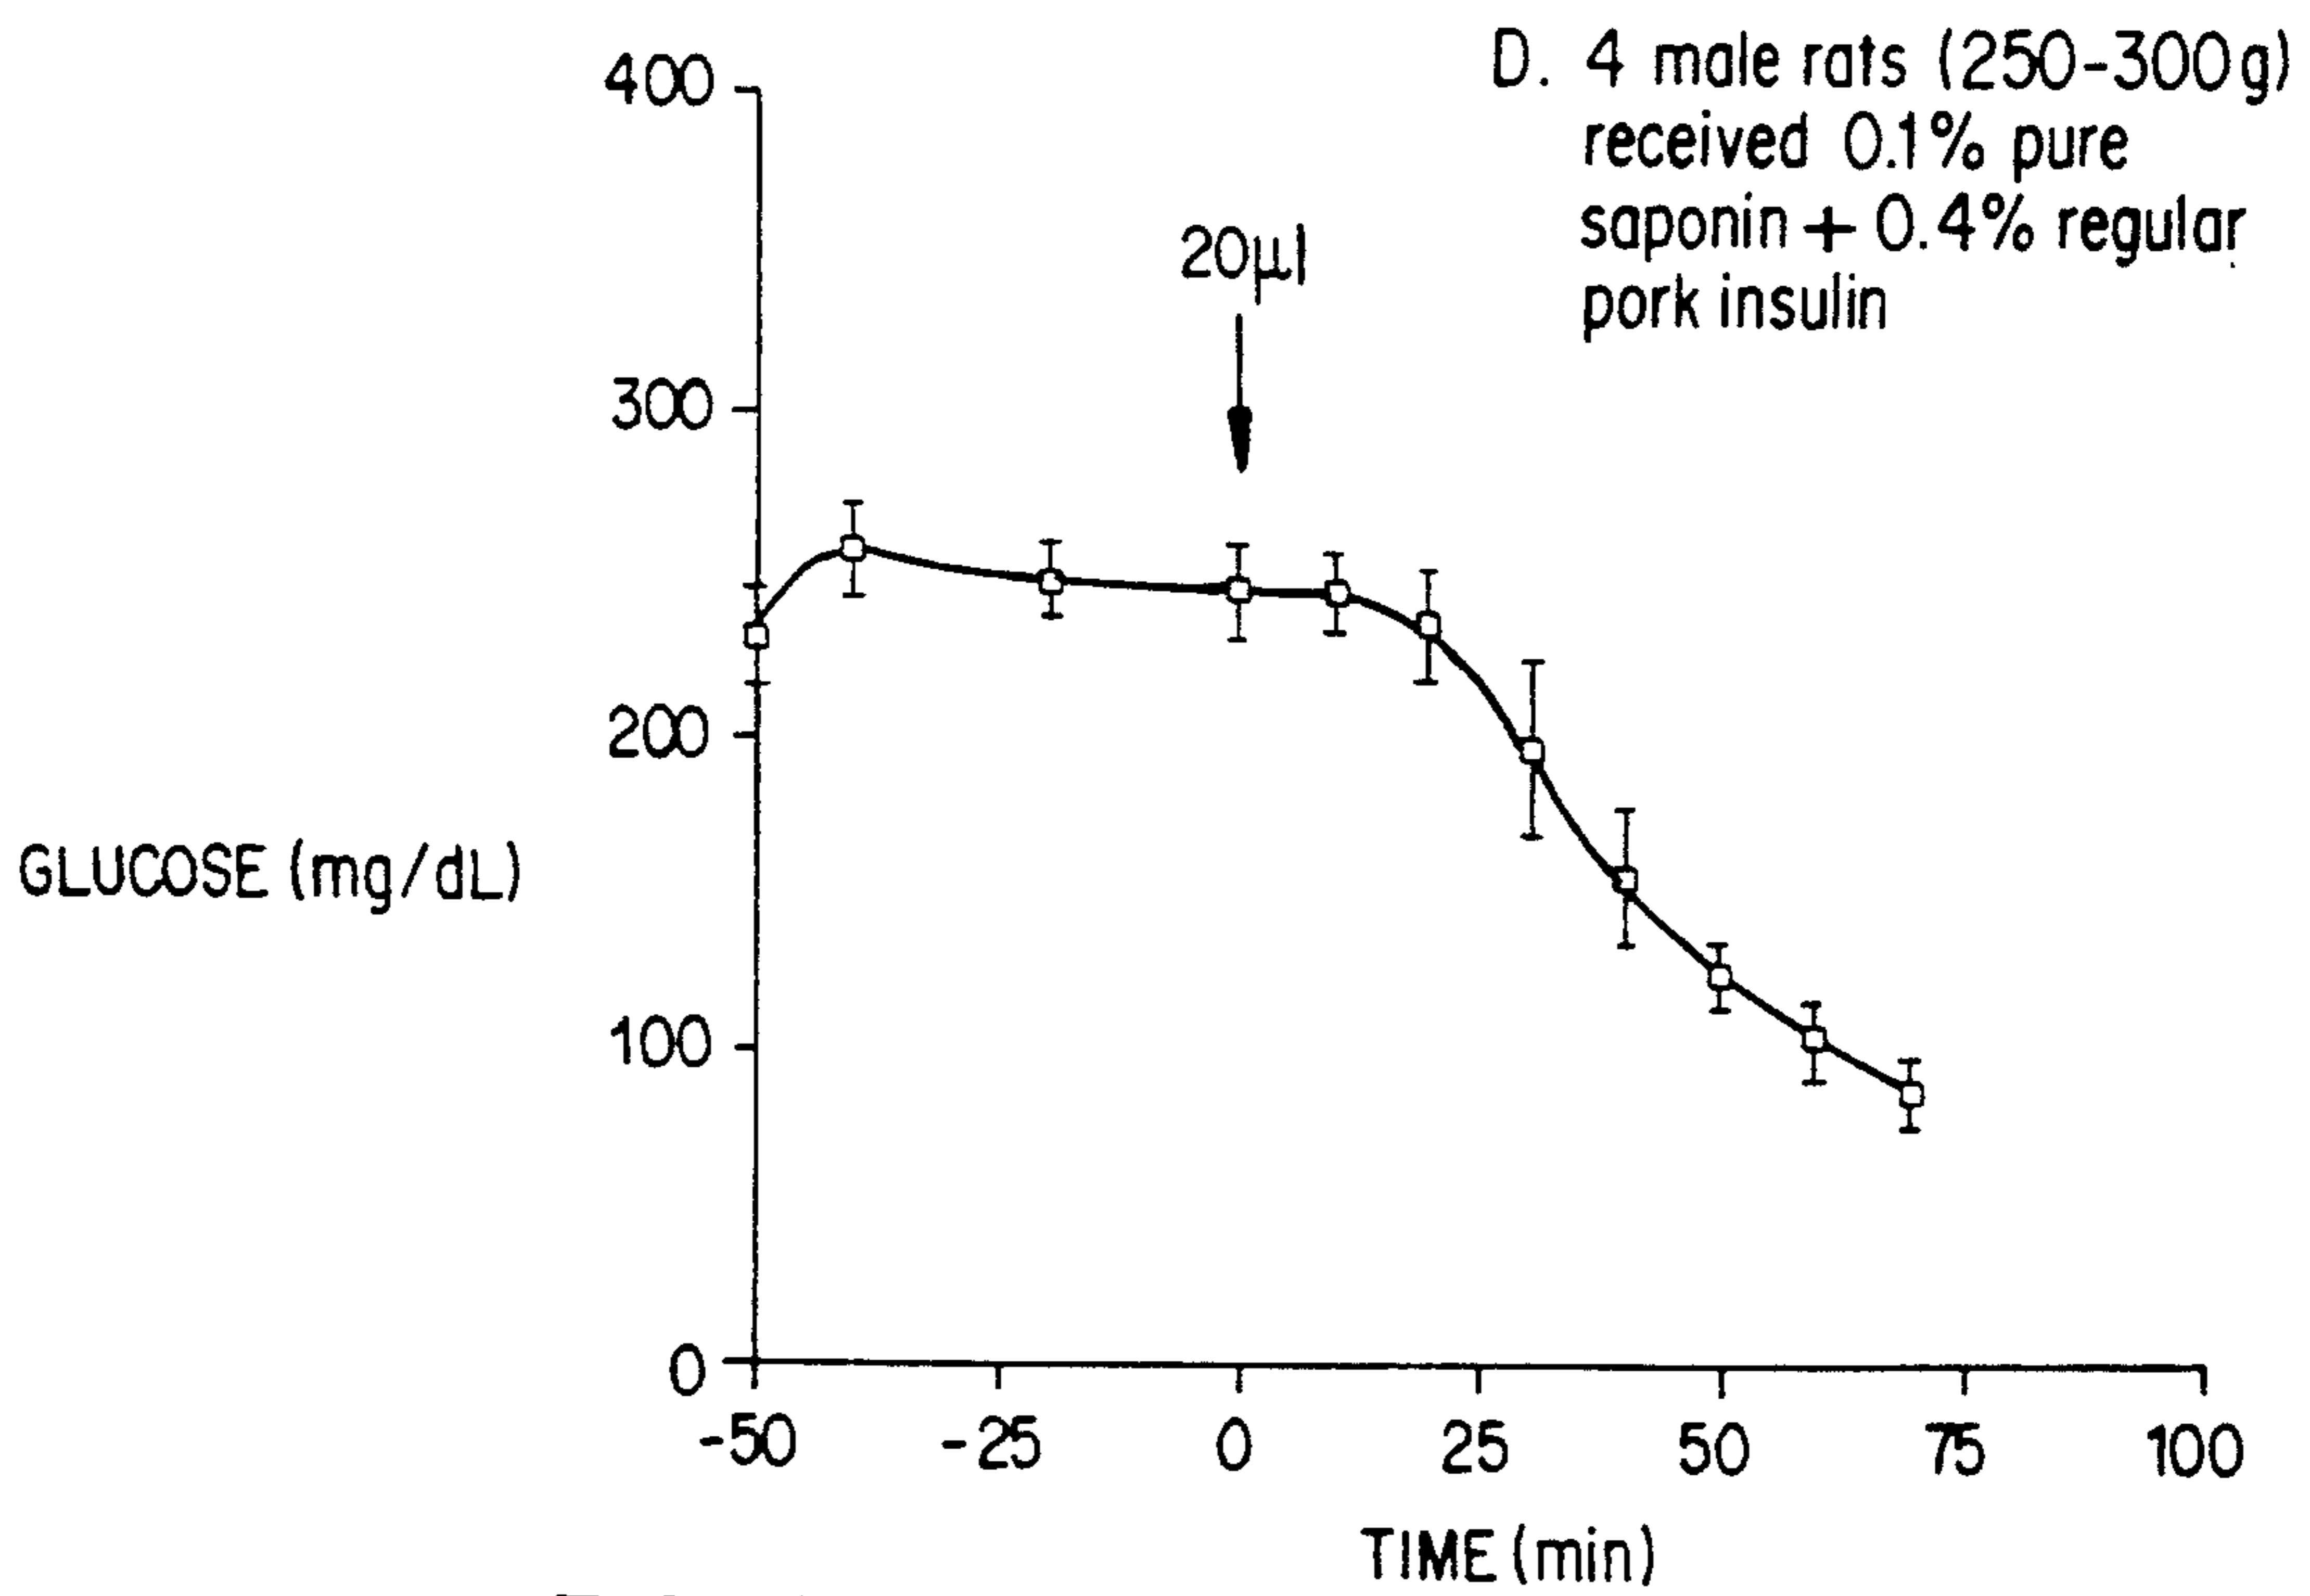 D. 4 male rats (250-300g)
received 0.1% pure
saponin + 0.4% regular
pork insulin
20µl
400
300
200
100
0
GLUCOSE (mg/dL)
-50
-25
0
25
50
75
100
TIME (min)